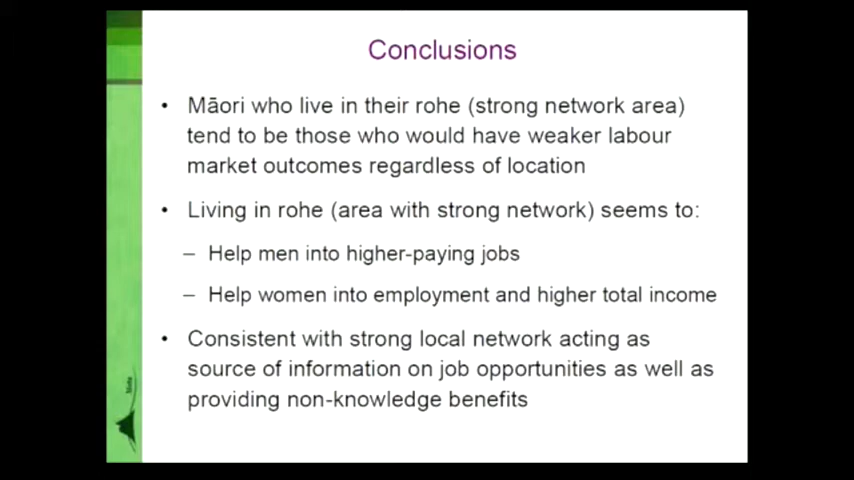 Conclusions
• Māori who live in their rohe (strong network area)
tend to be those who would have weaker labour
market outcomes regardless of location
• Living in rohe (area with strong network) seems to:
– Help men into higher-paying jobs
– Help women into employment and higher total income
• Consistent with strong local network acting as
source of information on job opportunities as well as
providing non-knowledge benefits
Motu